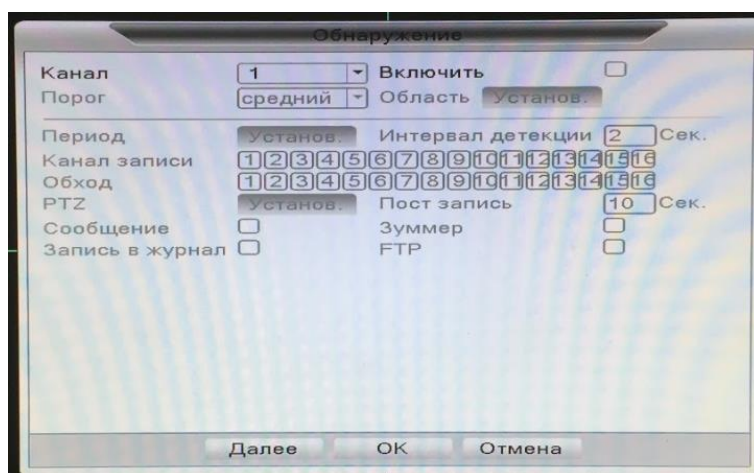 Обнаружение
Канал 1 Включить
Порог средний Область Установ.
Период Установ. Интервал детекции 2 Сек.
Канал записи 1 2 3 4 5 6 7 8 9 10 11 12 13 14 15 16
Обход 1 2 3 4 5 6 7 8 9 10 11 12 13 14 15 16
PTZ Установ. Пост запись 10 Сек.
Сообщение Зуммер
Запись в журнал FTP
Далее OK Отмена